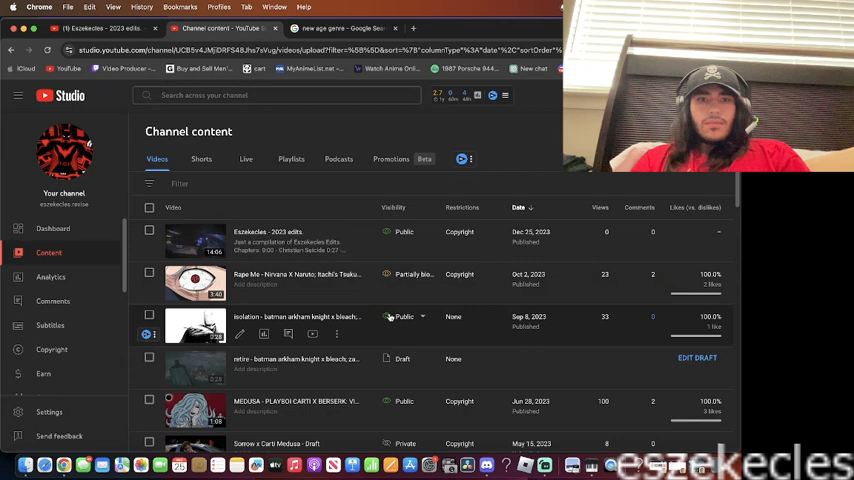 Chrome File Edit View History Bookmarks Profiles Tab Window Help
Eszekecles - 2023 edits. Channel content - YouTube S new age genre - Google Sea
studio.youtube.com/channel/UCB5v4JMjiDRFS48Jhs7sVug/videos/upload?filter=%5B%5D&sort=%7B"columnType"%3A"date"%2C"sortOrder"
iCloud YouTube Video Producer -... Buy and Sell Men'... cart MyAnimeList.net -... Watch Anime Onlin... 1987 Porsche 944... New chat
Studio Search across your channel 2.7 0 4
1y 60m 48h
Channel content
Videos Shorts Live Playlists Podcasts Promotions Beta
Filter
Your channel
eszekecles.rexise
Dashboard
Content
Analytics
Comments
Subtitles
Copyright
Earn
Settings
Send feedback
Video Visibility Restrictions Date Views Comments Likes (vs. dislikes)
Eszekecles - 2023 edits. Public Copyright Dec 25, 2023 0 0 –
Just a compilation of Eszekecles Edits. Published
Chapters: 0:00 - Christian Suicide 0:27 -...
14:06
Rape Me - Nirvana X Naruto; Itachi's Tsuku... Partially blo... Copyright Oct 2, 2023 23 2 100.0%
Add description Published 2 likes
3:40
isolation - batman arkham knight x bleach;... Public None Sep 8, 2023 33 0 100.0%
Published 1 like
0:28
retire - batman arkham knight x bleach; za... Draft None EDIT DRAFT
Add description
0:28
MEDUSA - PLAYBOI CARTI X BERSERK: VI... Public Copyright Jun 28, 2023 100 2 100.0%
Add description Published 3 likes
1:08
Sorrow x Carti Medusa - Draft Private Copyright May 15, 2023 8 0
eszekecles